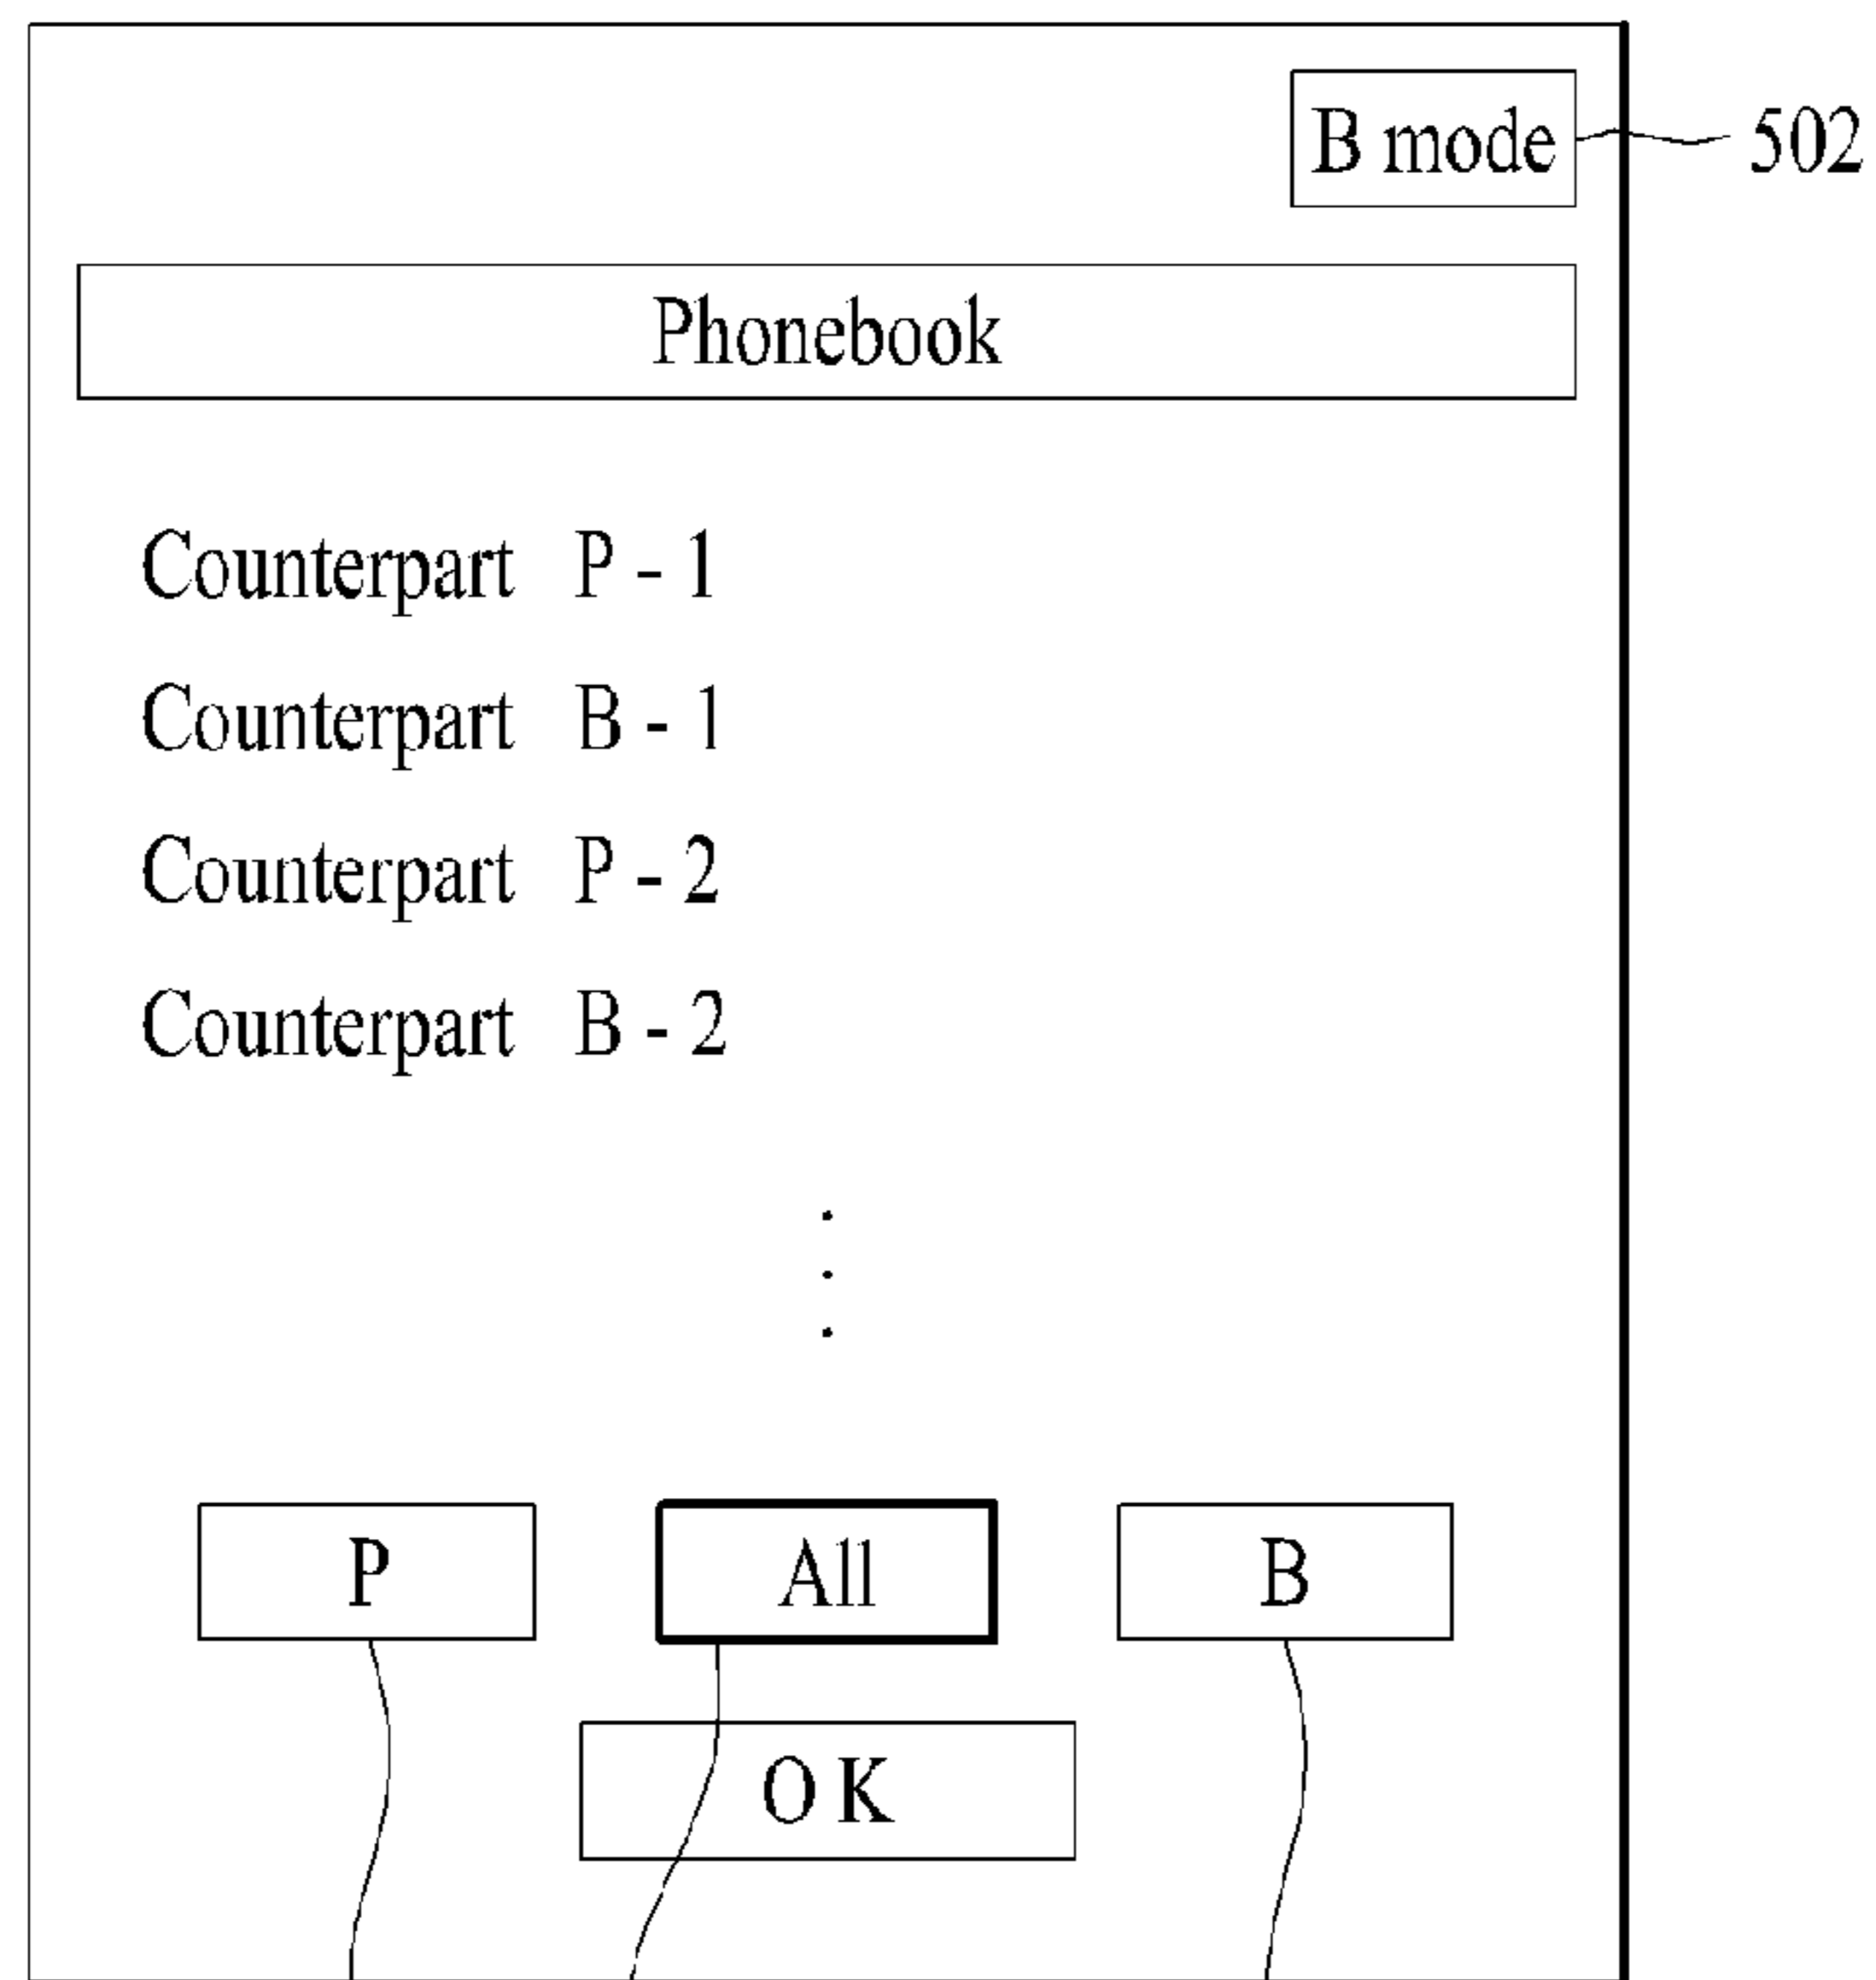 B mode 502
Phonebook
Counterpart P - 1
Counterpart B - 1
Counterpart P - 2
Counterpart B - 2
P All B
OK